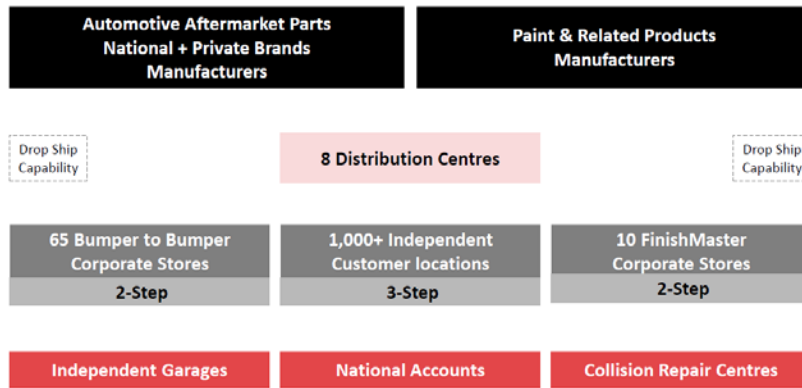 Automotive Aftermarket Parts
National + Private Brands
Manufacturers
Paint & Related Products
Manufacturers
Drop Ship
Capability
8 Distribution Centres
Drop Ship
Capability
65 Bumper to Bumper
Corporate Stores
2-Step
1,000+ Independent
Customer locations
3-Step
10 FinishMaster
Corporate Stores
2-Step
Independent Garages
National Accounts
Collision Repair Centres